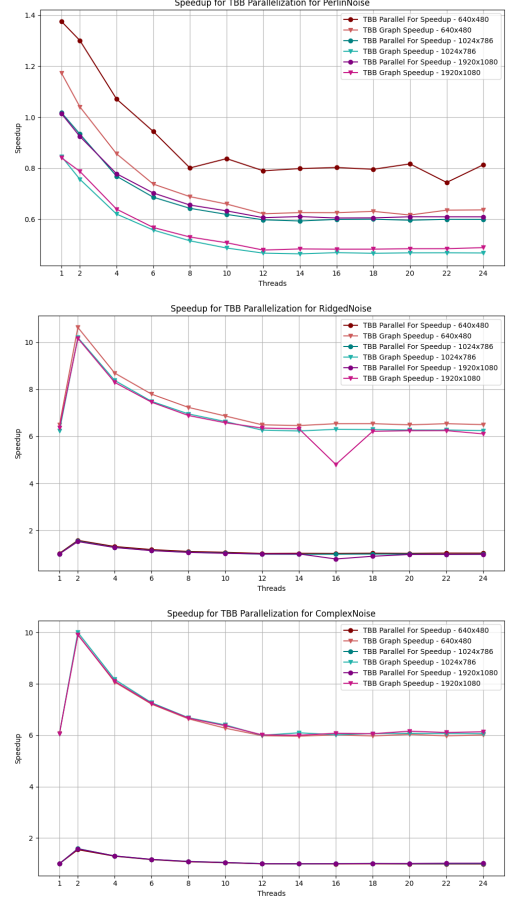 Speedup for TBB Parallelization for PerlinNoise
1.4
1.2
1.0
0.8
0.6
Speedup
TBB Parallel For Speedup - 640x480
TBB Graph Speedup - 640x480
TBB Parallel For Speedup - 1024x786
TBB Graph Speedup - 1024x786
TBB Parallel For Speedup - 1920x1080
TBB Graph Speedup - 1920x1080
1 2 4 6 8 10 12 14 16 18 20 22 24
Threads
Speedup for TBB Parallelization for RidgedNoise
10
8
6
4
2
Speedup
TBB Parallel For Speedup - 640x480
TBB Graph Speedup - 640x480
TBB Parallel For Speedup - 1024x786
TBB Graph Speedup - 1024x786
TBB Parallel For Speedup - 1920x1080
TBB Graph Speedup - 1920x1080
1 2 4 6 8 10 12 14 16 18 20 22 24
Threads
Speedup for TBB Parallelization for ComplexNoise
10
8
6
4
2
Speedup
TBB Parallel For Speedup - 640x480
TBB Graph Speedup - 640x480
TBB Parallel For Speedup - 1024x786
TBB Graph Speedup - 1024x786
TBB Parallel For Speedup - 1920x1080
TBB Graph Speedup - 1920x1080
1 2 4 6 8 10 12 14 16 18 20 22 24
Threads